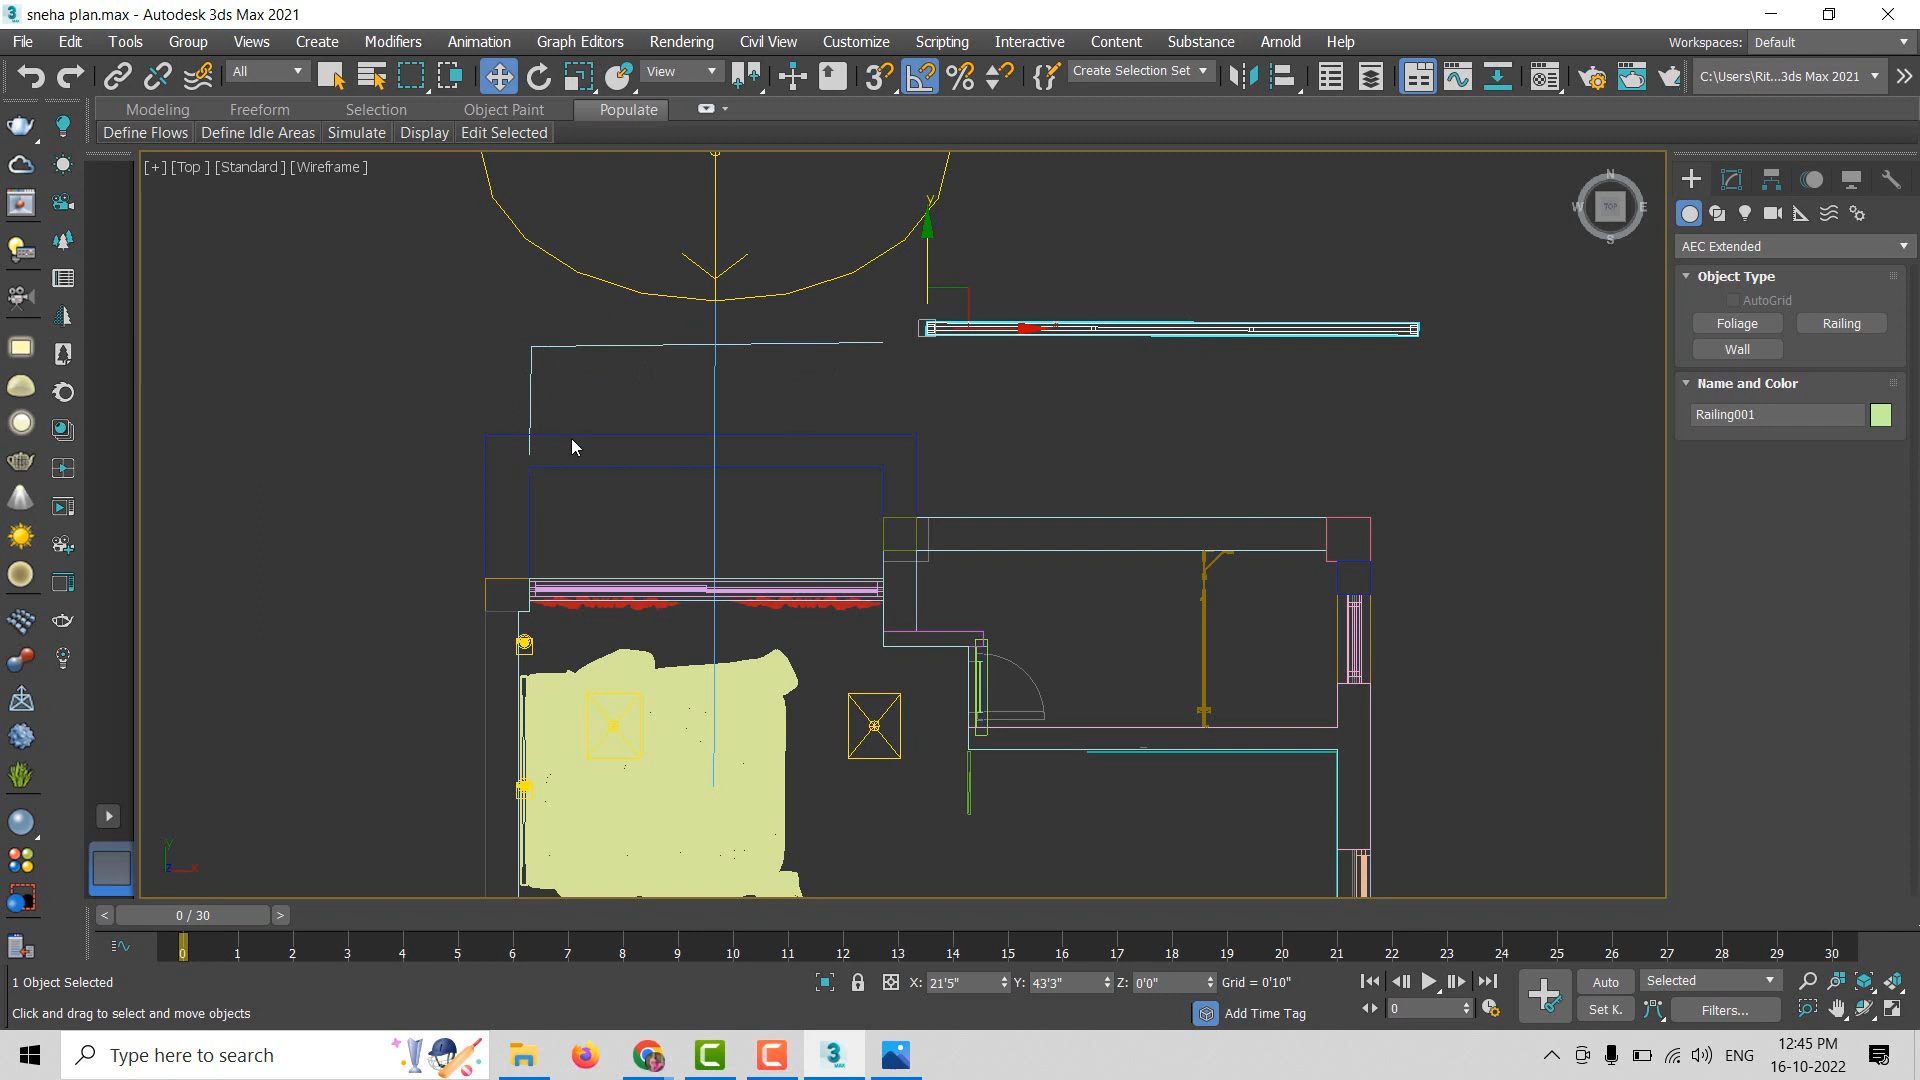 sneha plan.max - Autodesk 3ds Max 2021
File Edit Tools Group Views Create Modifiers Animation Graph Editors Rendering Civil View Customize Scripting Interactive Content Substance Arnold Help Workspaces: Default
All View Create Selection Set C:\Users\Rit...3ds Max 2021
Modeling Freeform Selection Object Paint Populate
Define Flows Define Idle Areas Simulate Display Edit Selected
[+] [Top ] [Standard ] [Wireframe ]
N
W TOP E
S
y
AEC Extended
Object Type
AutoGrid
Foliage Railing
Wall
Name and Color
Railing001
y
z x
< 0 / 30 >
0 1 2 3 4 5 6 7 8 9 10 11 12 13 14 15 16 17 18 19 20 21 22 23 24 25 26 27 28 29 30
1 Object Selected X: 21'5" Y: 43'3" Z: 0'0" Grid = 0'10" Auto Selected
Click and drag to select and move objects Add Time Tag 0 Set K. Filters...
Type here to search 3 MAX ENG 12:45 PM
16-10-2022